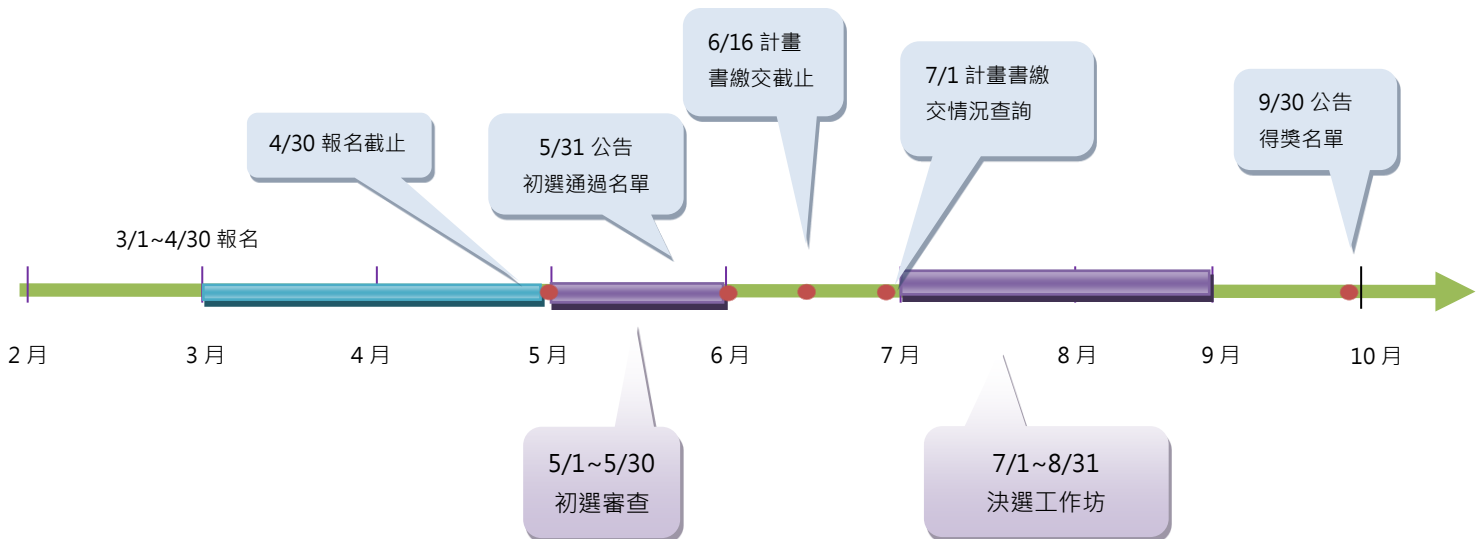 6/16 計畫
書繳交截止
7/1 計畫書繳
交情況查詢
9/30 公告
得獎名單
4/30 報名截止
5/31 公告
初選通過名單
3/1~4/30 報名
2 月
3 月
4 月
5 月
6 月
7 月
8 月
9 月
10 月
5/1~5/30
初選審查
7/1~8/31
決選工作坊